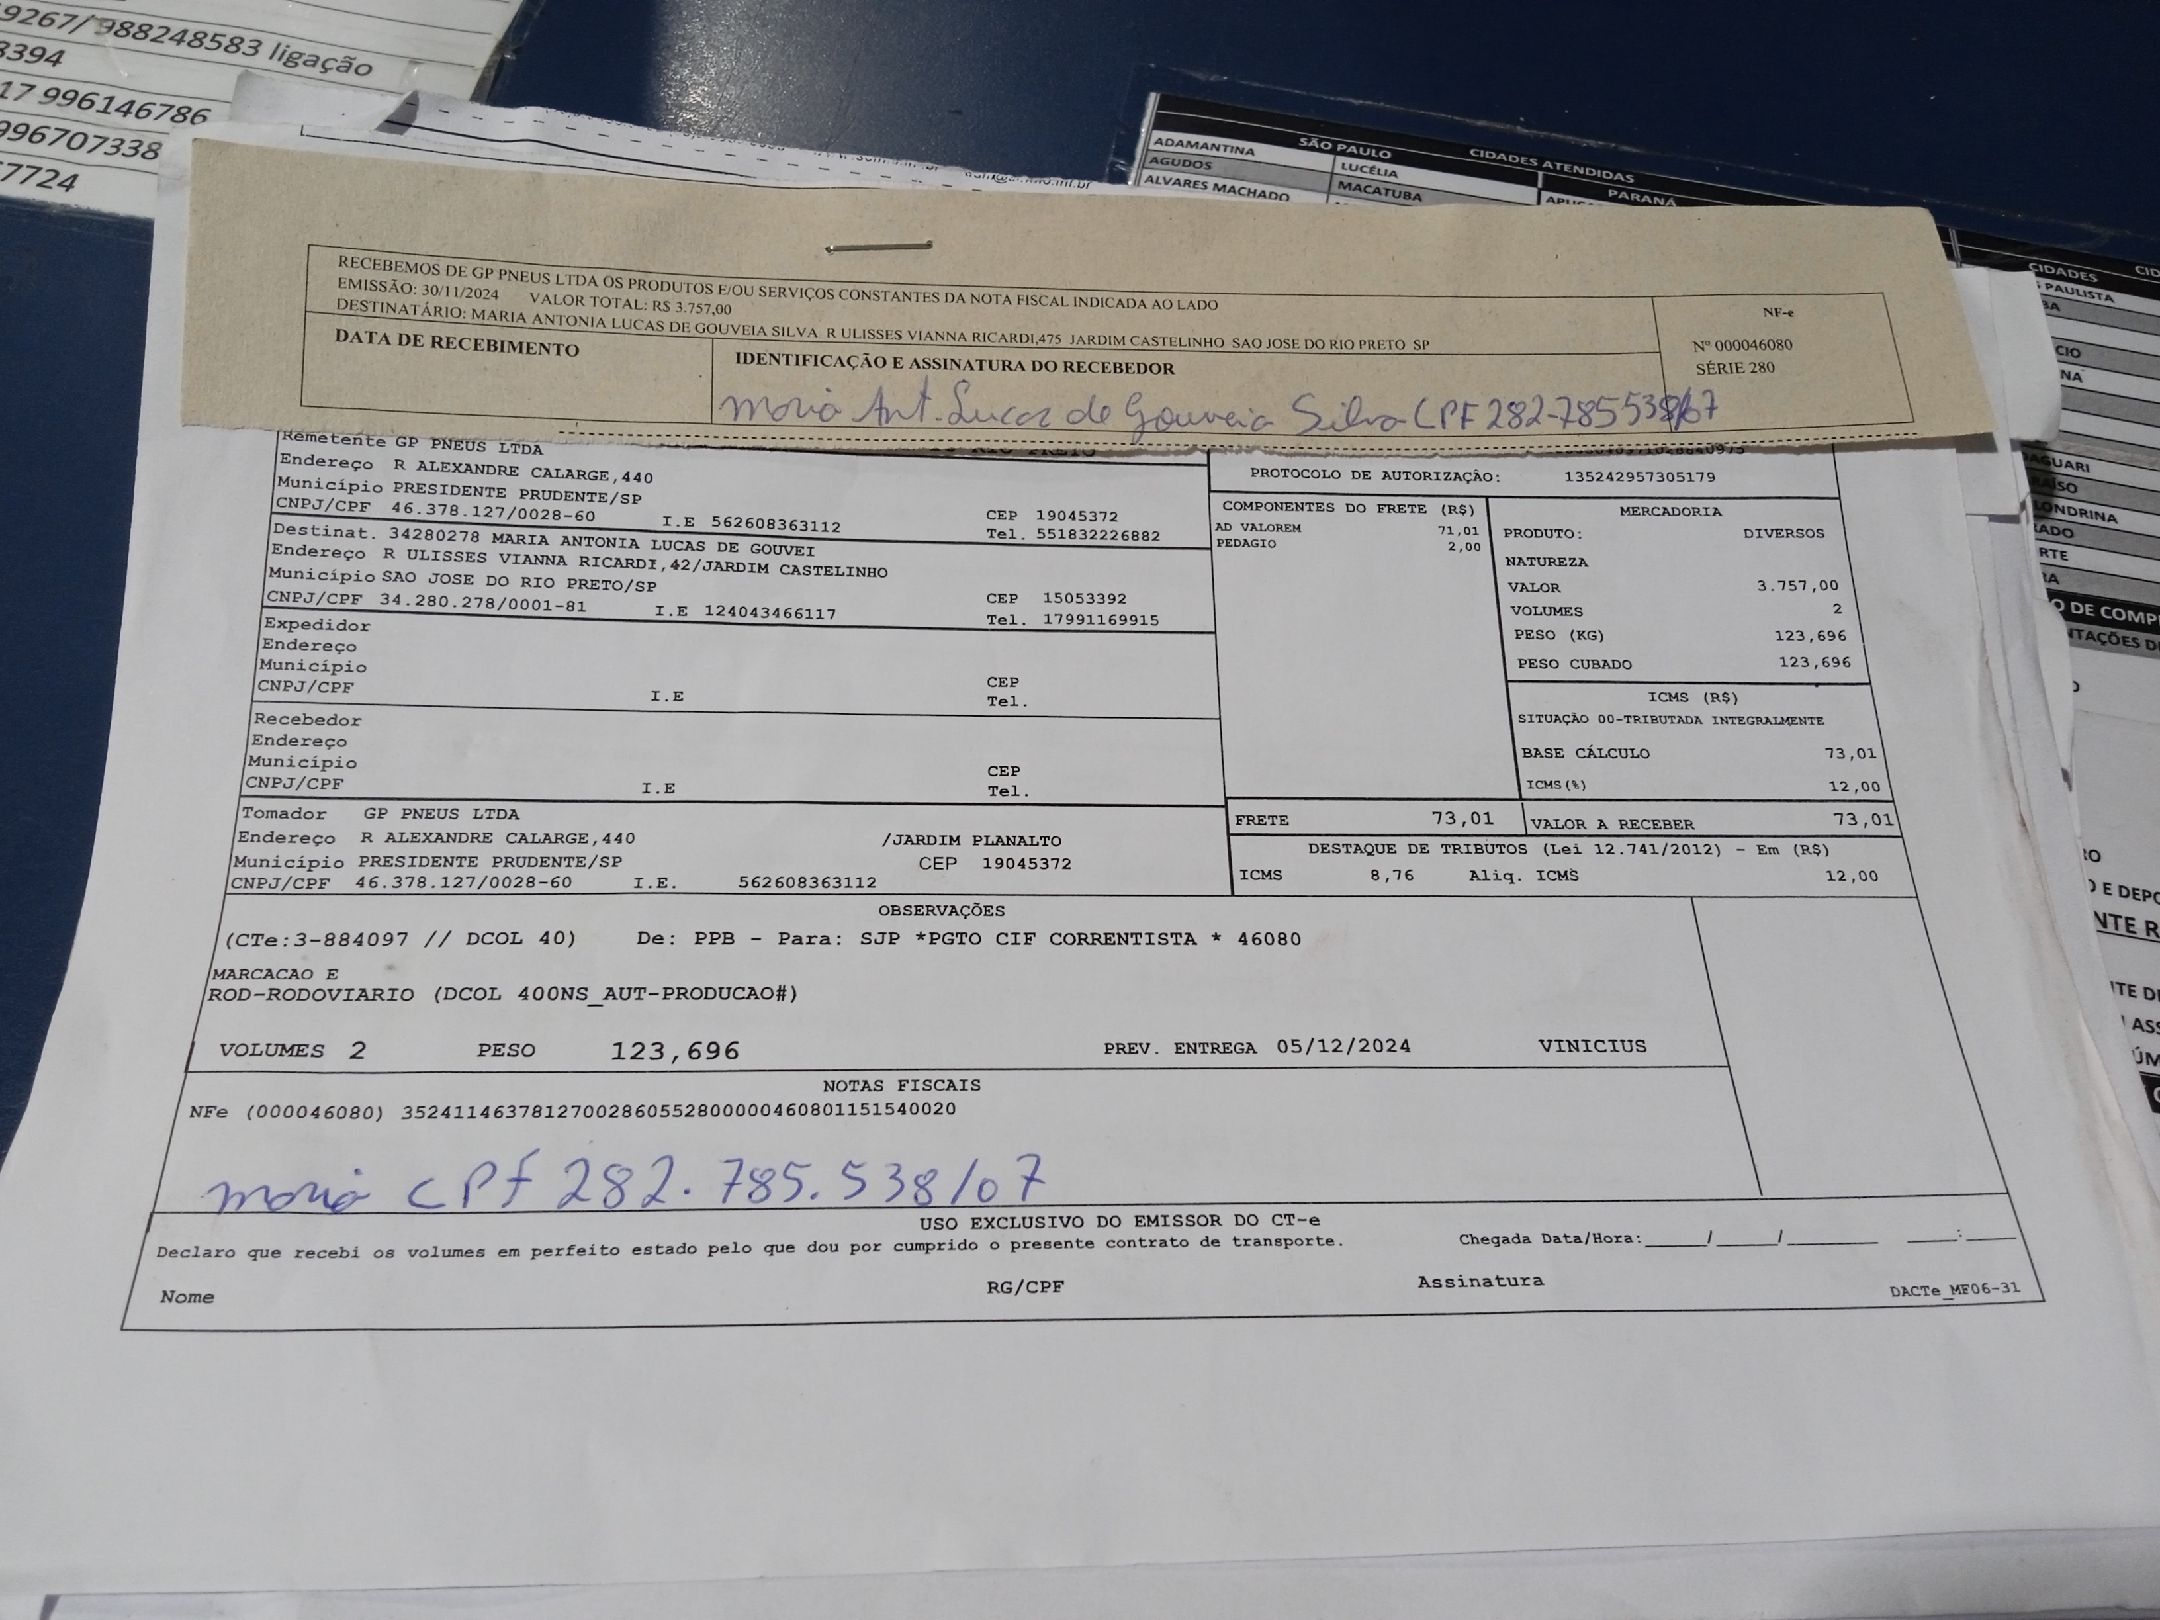 9267/ 988248583 ligação
3394
17 996146786
996707338
7724
SÃO PAULO
CIDADES ATENDIDAS
ADAMANTINA
LUCÉLIA
PARANÁ
AGUDOS
MACATUBA
ALVARES MACHADO
RECEBEMOS DE GP PNEUS LTDA OS PRODUTOS E/OU SERVIÇOS CONSTANTES DA NOTA FISCAL INDICADA AO LADO
EMISSÃO: 30/11/2024 VALOR TOTAL: R$ 3.757,00
DESTINATÁRIO: MARIA ANTONIA LUCAS DE GOUVEIA SILVA R ULISSES VIANNA RICARDI,475 JARDIM CASTELINHO SAO JOSE DO RIO PRETO SP
NF-e
Nº 000046080
SÉRIE 280
DATA DE RECEBIMENTO
IDENTIFICAÇÃO E ASSINATURA DO RECEBEDOR
Maria Ant. Lucas de Gouveia Silva CPF 282-785538/67
Remetente GP PNEUS LTDA
Endereço R ALEXANDRE CALARGE,440
Município PRESIDENTE PRUDENTE/SP
CNPJ/CPF 46.378.127/0028-60 I.E 562608363112
CEP 19045372
Tel. 551832226882
Destinat. 34280278 MARIA ANTONIA LUCAS DE GOUVEI
Endereço R ULISSES VIANNA RICARDI,42/JARDIM CASTELINHO
Município SAO JOSE DO RIO PRETO/SP
CNPJ/CPF 34.280.278/0001-81 I.E 124043466117
CEP 15053392
Tel. 17991169915
Expedidor
Endereço
Município
CNPJ/CPF I.E
CEP
Tel.
Recebedor
Endereço
Município
CNPJ/CPF I.E
CEP
Tel.
Tomador GP PNEUS LTDA
Endereço R ALEXANDRE CALARGE,440 /JARDIM PLANALTO
Município PRESIDENTE PRUDENTE/SP CEP 19045372
CNPJ/CPF 46.378.127/0028-60 I.E. 562608363112
PROTOCOLO DE AUTORIZAÇÃO: 135242957305179
COMPONENTES DO FRETE (R$)
AD VALOREM 71,01
PEDAGIO 2,00
MERCADORIA
PRODUTO: DIVERSOS
NATUREZA
VALOR 3.757,00
VOLUMES 2
PESO (KG) 123,696
PESO CUBADO 123,696
ICMS (R$)
SITUAÇÃO 00-TRIBUTADA INTEGRALMENTE
BASE CÁLCULO 73,01
ICMS(%) 12,00
FRETE 73,01
VALOR A RECEBER 73,01
DESTAQUE DE TRIBUTOS (Lei 12.741/2012) - Em (R$)
ICMS 8,76 Aliq. ICMS 12,00
OBSERVAÇÕES
(CTe:3-884097 // DCOL 40) De: PPB - Para: SJP *PGTO CIF CORRENTISTA * 46080
MARCACAO E
ROD-RODOVIARIO (DCOL 400NS_AUT-PRODUCAO#)
VOLUMES 2 PESO 123,696 PREV. ENTREGA 05/12/2024 VINICIUS
NOTAS FISCAIS
NFe (000046080) 35241146378127002860552800000460801151540020
Maria CPF 282.785.538/07
USO EXCLUSIVO DO EMISSOR DO CT-e
Declaro que recebi os volumes em perfeito estado pelo que dou por cumprido o presente contrato de transporte.
Chegada Data/Hora:_____/_____/_______ ____:____
Nome
RG/CPF
Assinatura
DACTe_MF06-31
CIDADES
PAULISTA
LONDRINA